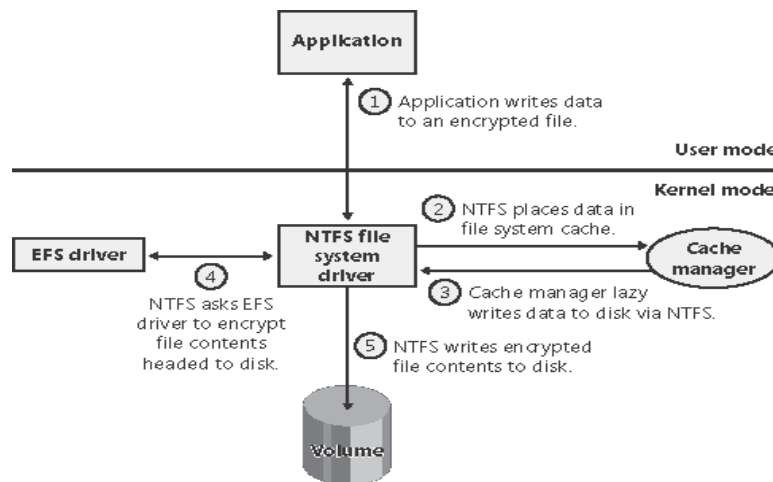 Application
1 Application writes data
to an encrypted file.
User mode
Kernel mode
2 NTFS places data in
file system cache.
EFS driver
NTFS file
system
driver
Cache
manager
4
3 Cache manager lazy
writes data to disk via NTFS.
NTFS asks EFS
driver to encrypt
file contents
headed to disk.
5 NTFS writes encrypted
file contents to disk.
Volume